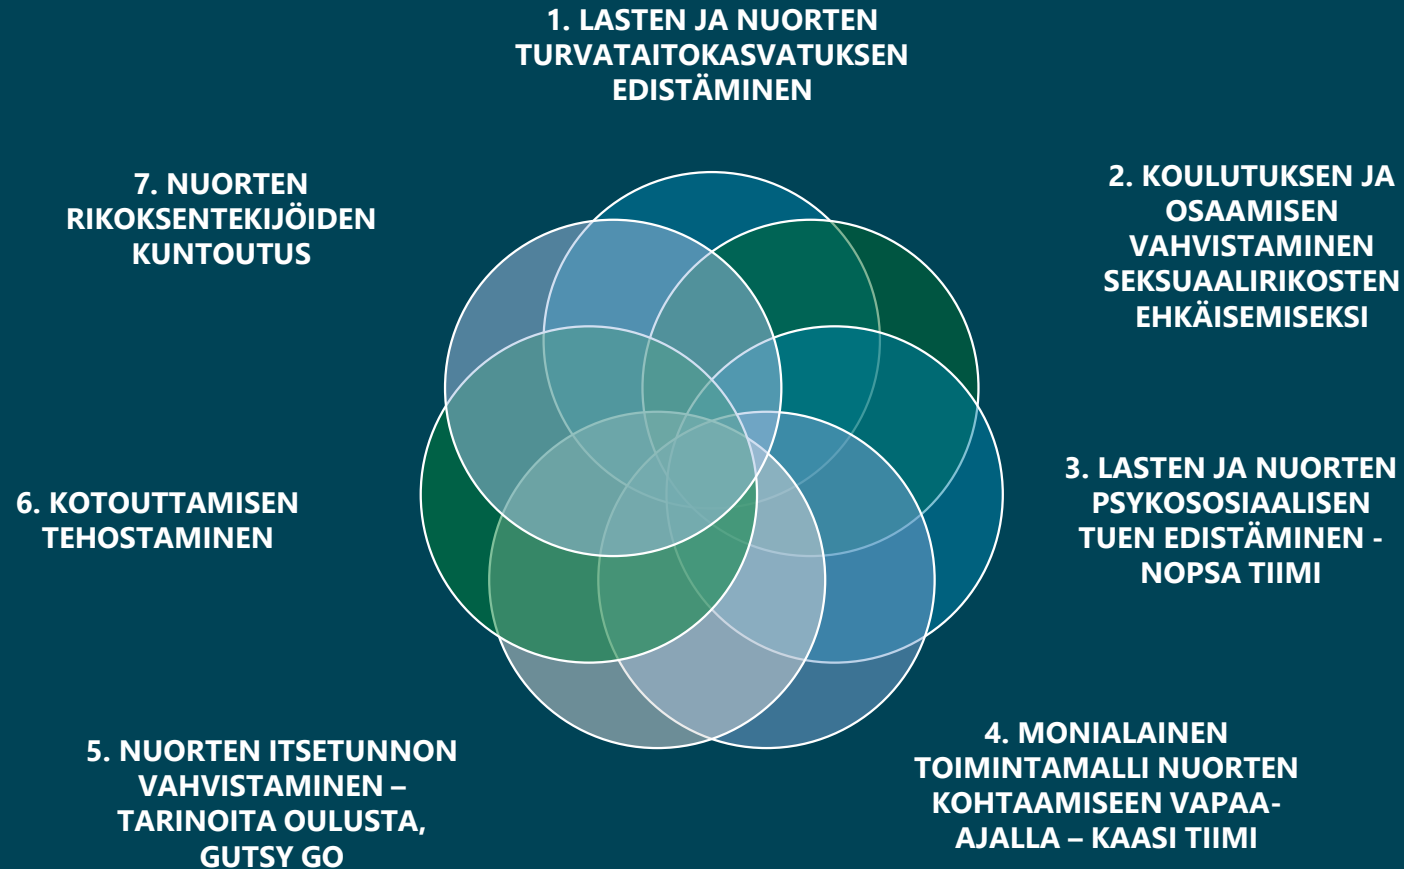 1. LASTEN JA NUORTEN
TURVATAITOKASVATUKSEN
EDISTÄMINEN
2. KOULUTUKSEN JA
OSAAMISEN
VAHVISTAMINEN
SEKSUAALIRIKOSTEN
EHKÄISEMISEKSI
3. LASTEN JA NUORTEN
PSYKOSOSIAALISEN
TUEN EDISTÄMINEN -
NOPSA TIIMI
4. MONIALAINEN
TOIMINTAMALLI NUORTEN
KOHTAAMISEEN VAPAA-
AJALLA – KAASI TIIMI
5. NUORTEN ITSETUNNON
VAHVISTAMINEN –
TARINOITA OULUSTA,
GUTSY GO
6. KOTOUTTAMISEN
TEHOSTAMINEN
7. NUORTEN
RIKOKSENTEKIJÖIDEN
KUNTOUTUS